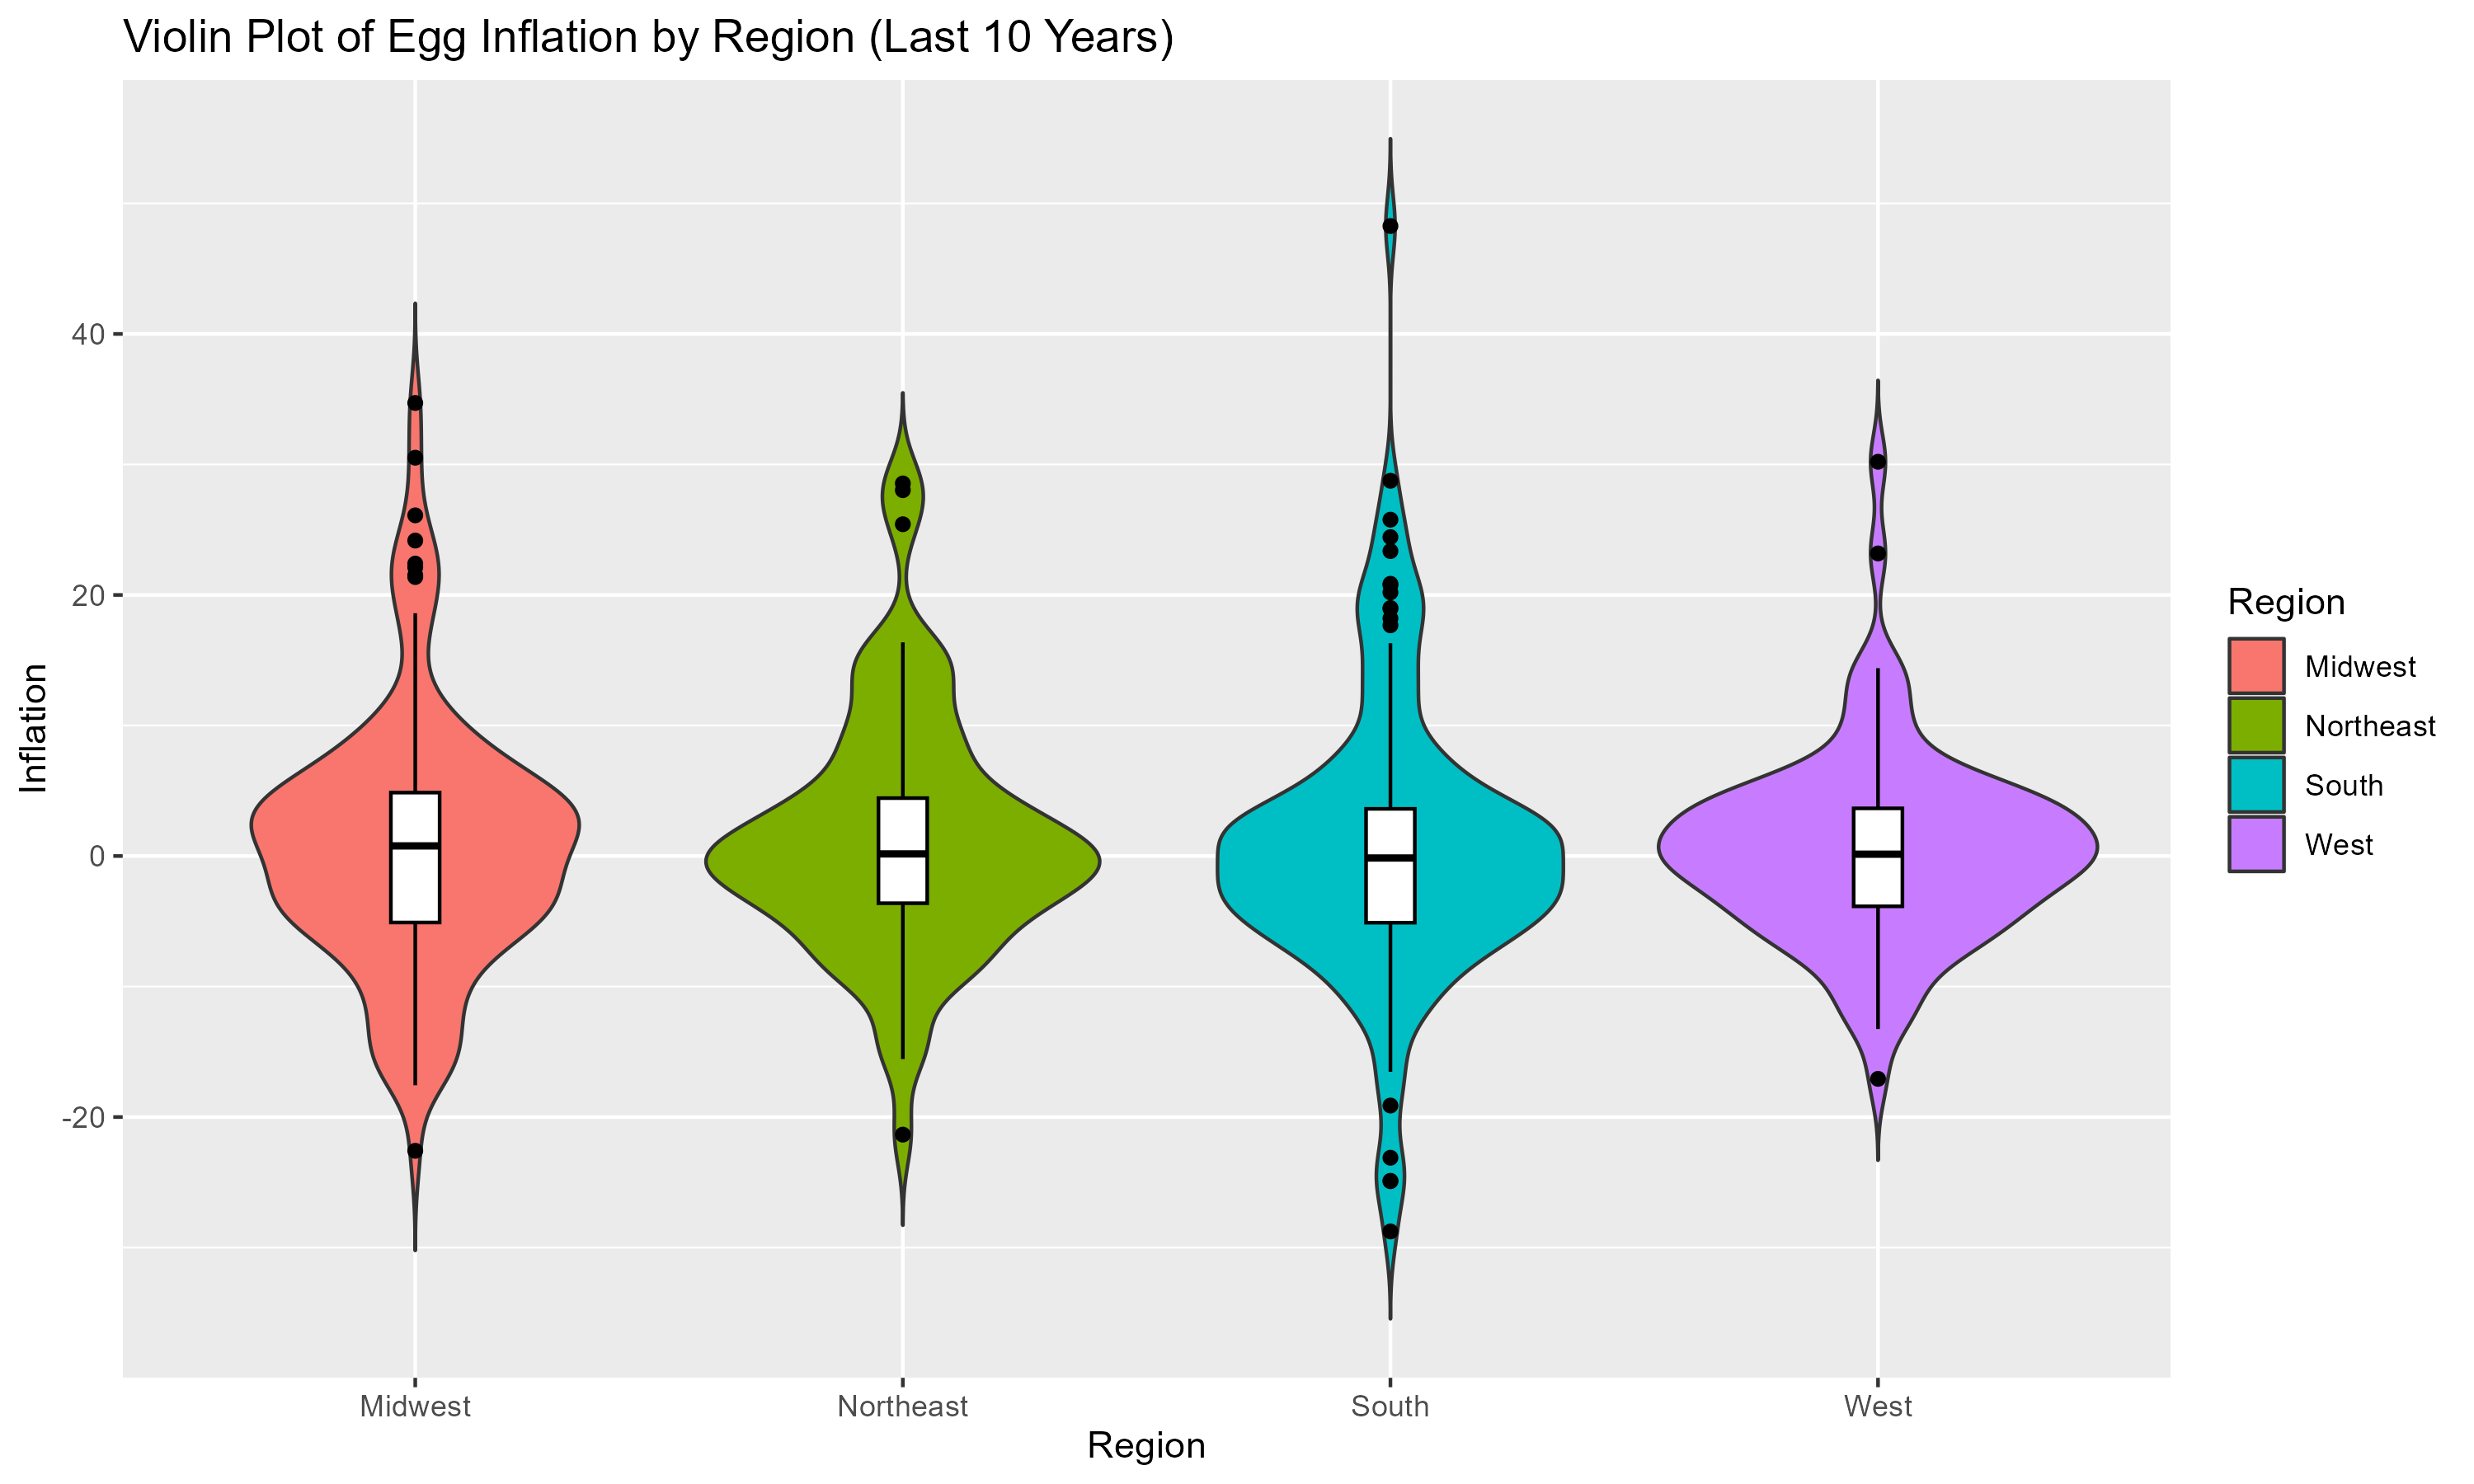 Violin Plot of Egg Inflation by Region (Last 10 Years)
Inflation
40
20
0
-20
Midwest
Northeast
South
West
Region
Region
Midwest
Northeast
South
West